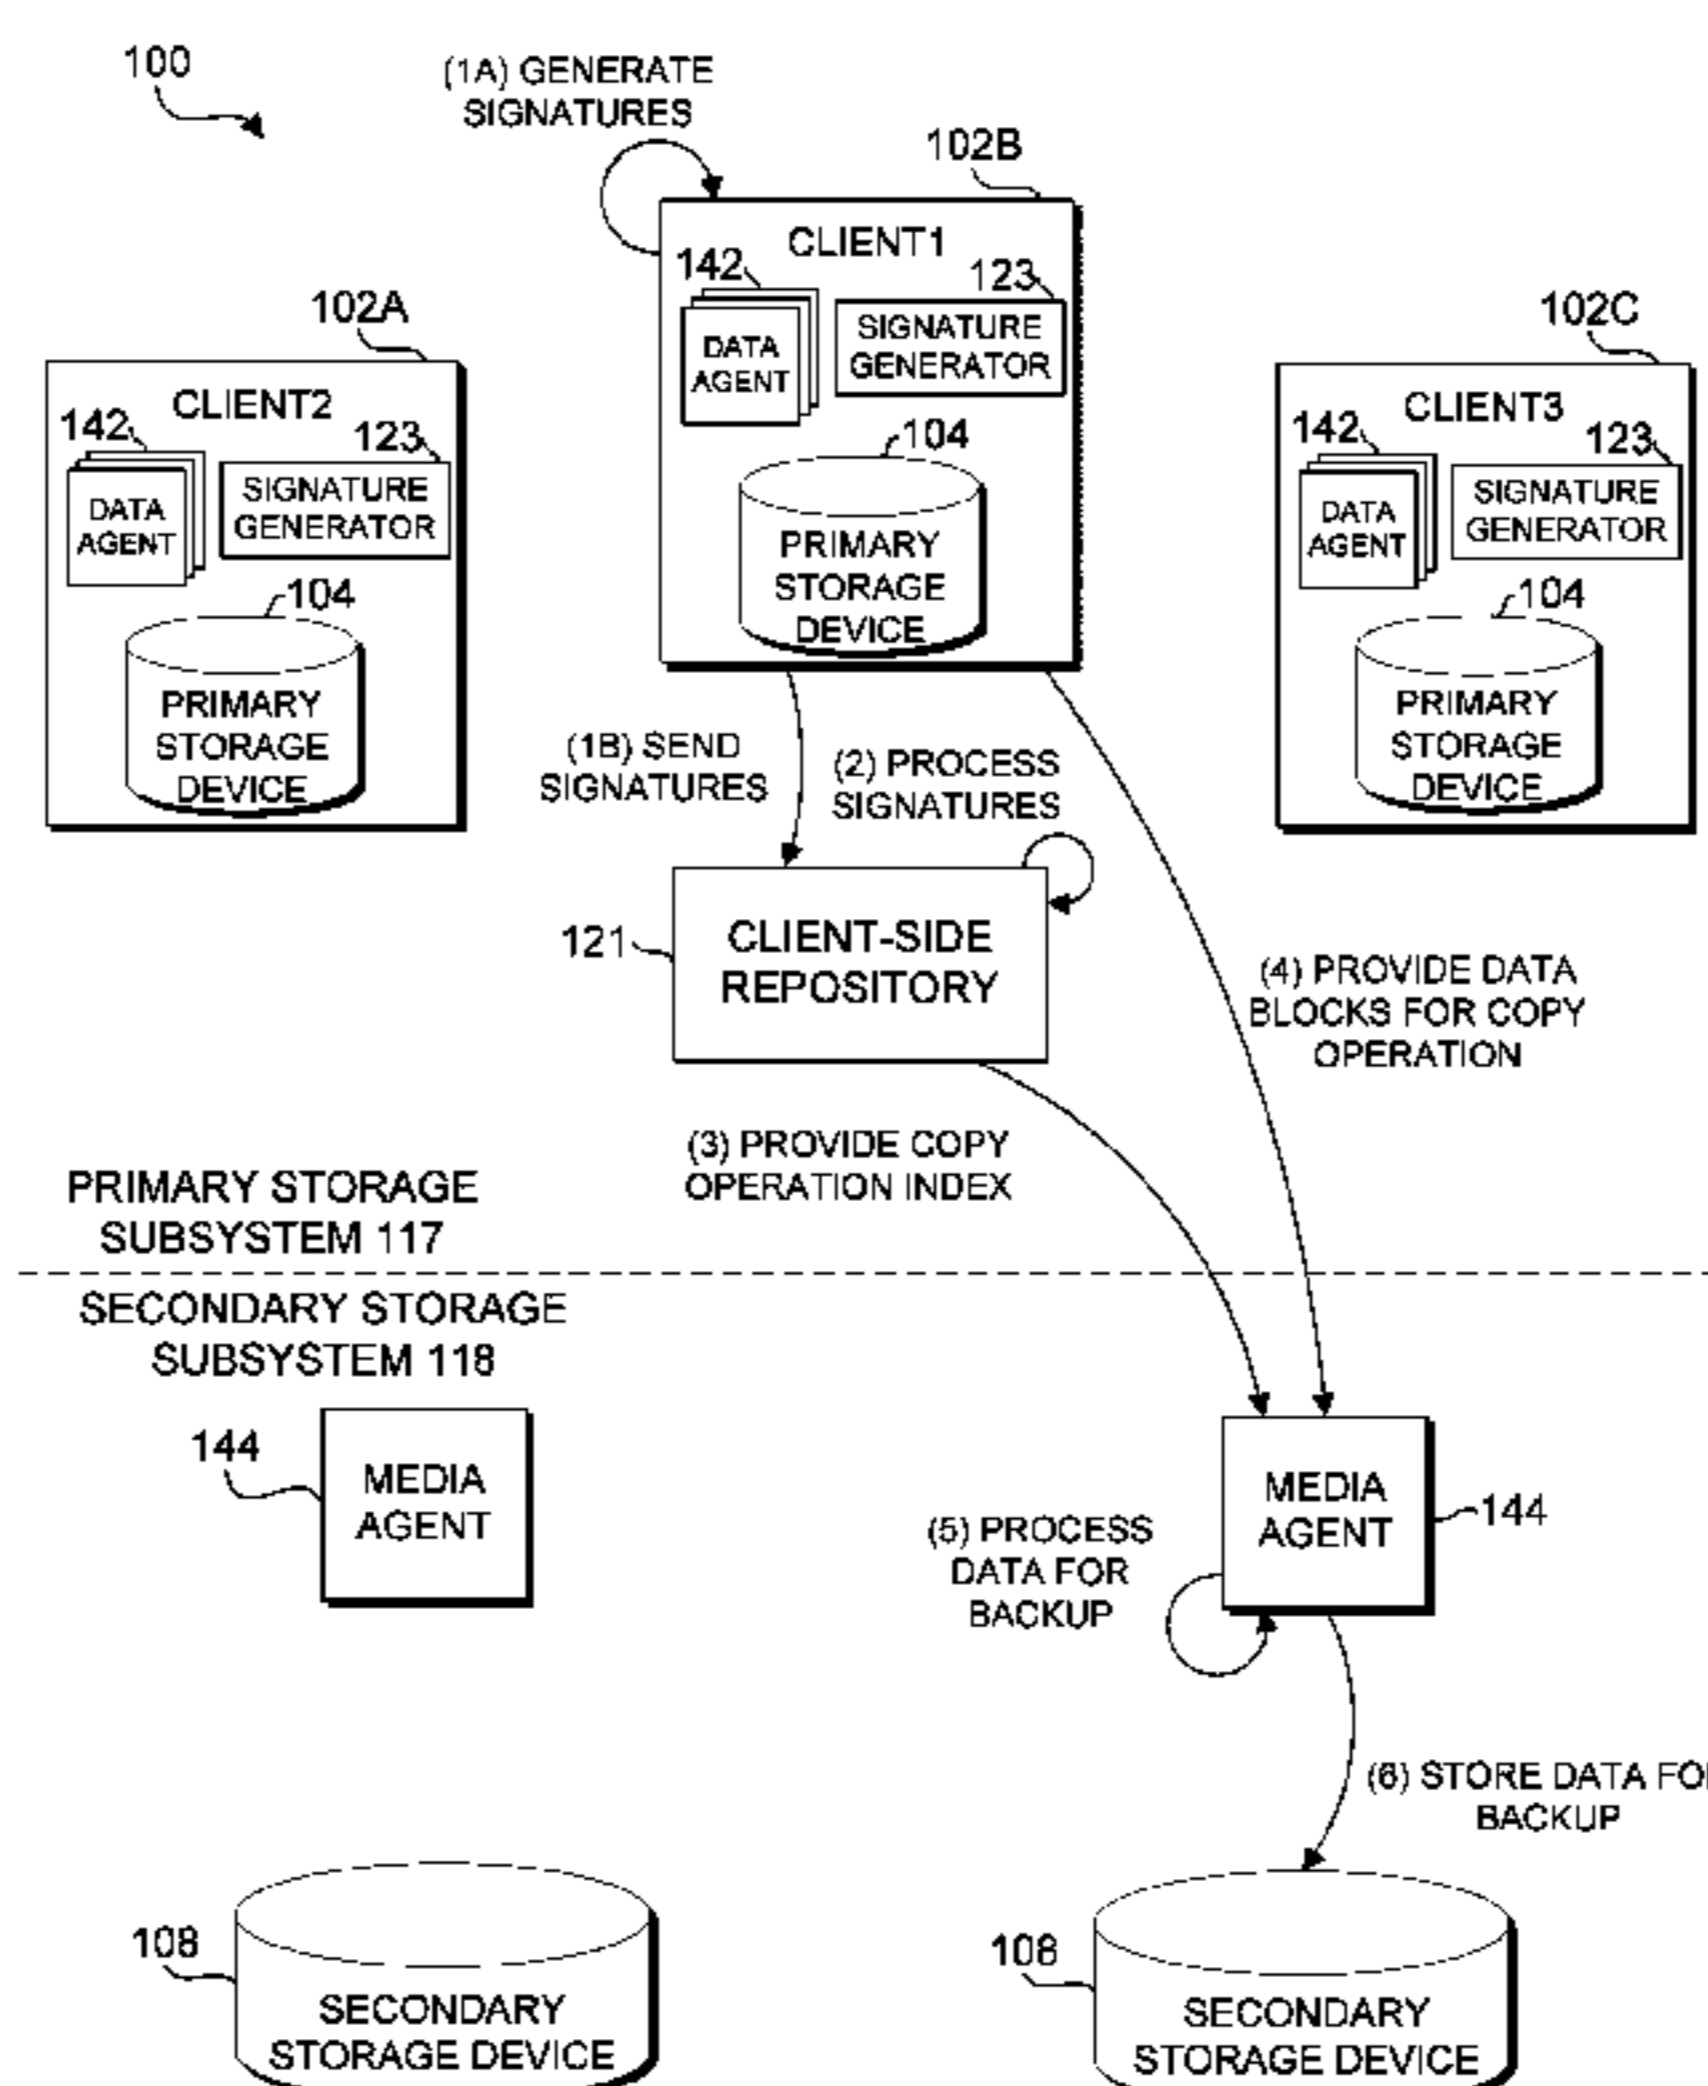 100
(1A) GENERATE
SIGNATURES
102B
CLIENT1
142
123
DATA
AGENT
SIGNATURE
GENERATOR
104
PRIMARY
STORAGE
DEVICE
102A
CLIENT2
142
123
DATA
AGENT
SIGNATURE
GENERATOR
104
PRIMARY
STORAGE
DEVICE
102C
CLIENT3
142
123
DATA
AGENT
SIGNATURE
GENERATOR
104
PRIMARY
STORAGE
DEVICE
(1B) SEND
SIGNATURES
(2) PROCESS
SIGNATURES
121
CLIENT-SIDE
REPOSITORY
(4) PROVIDE DATA
BLOCKS FOR COPY
OPERATION
(3) PROVIDE COPY
OPERATION INDEX
PRIMARY STORAGE
SUBSYSTEM 117
SECONDARY STORAGE
SUBSYSTEM 118
144
MEDIA
AGENT
MEDIA
AGENT
144
(5) PROCESS
DATA FOR
BACKUP
(6) STORE DATA FO
BACKUP
108
SECONDARY
STORAGE DEVICE
108
SECONDARY
STORAGE DEVICE